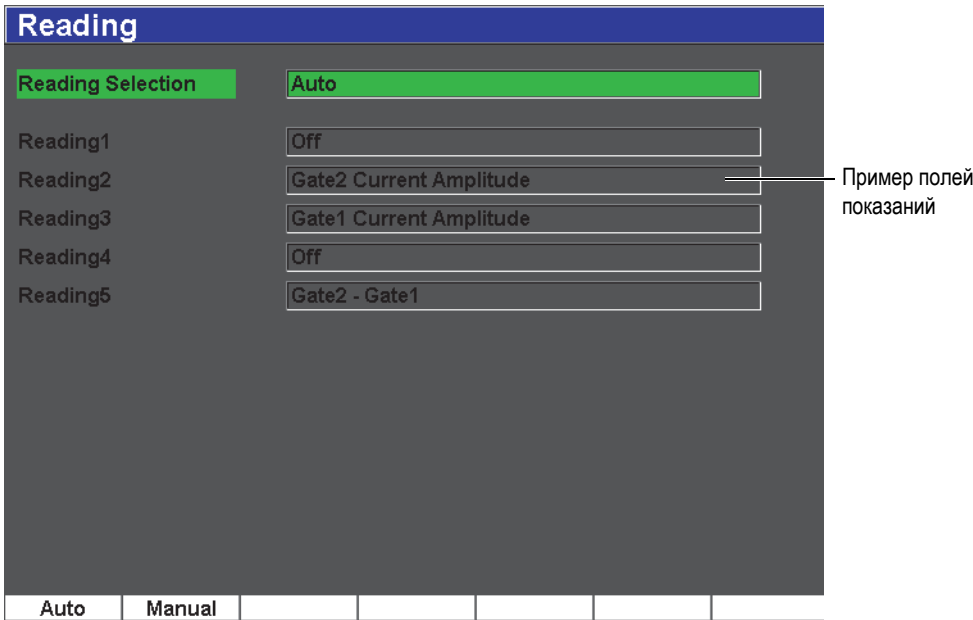 Reading
Reading Selection Auto
Reading1 Off
Reading2 Gate2 Current Amplitude
Пример полей
показаний
Reading3 Gate1 Current Amplitude
Reading4 Off
Reading5 Gate2 - Gate1
Auto Manual